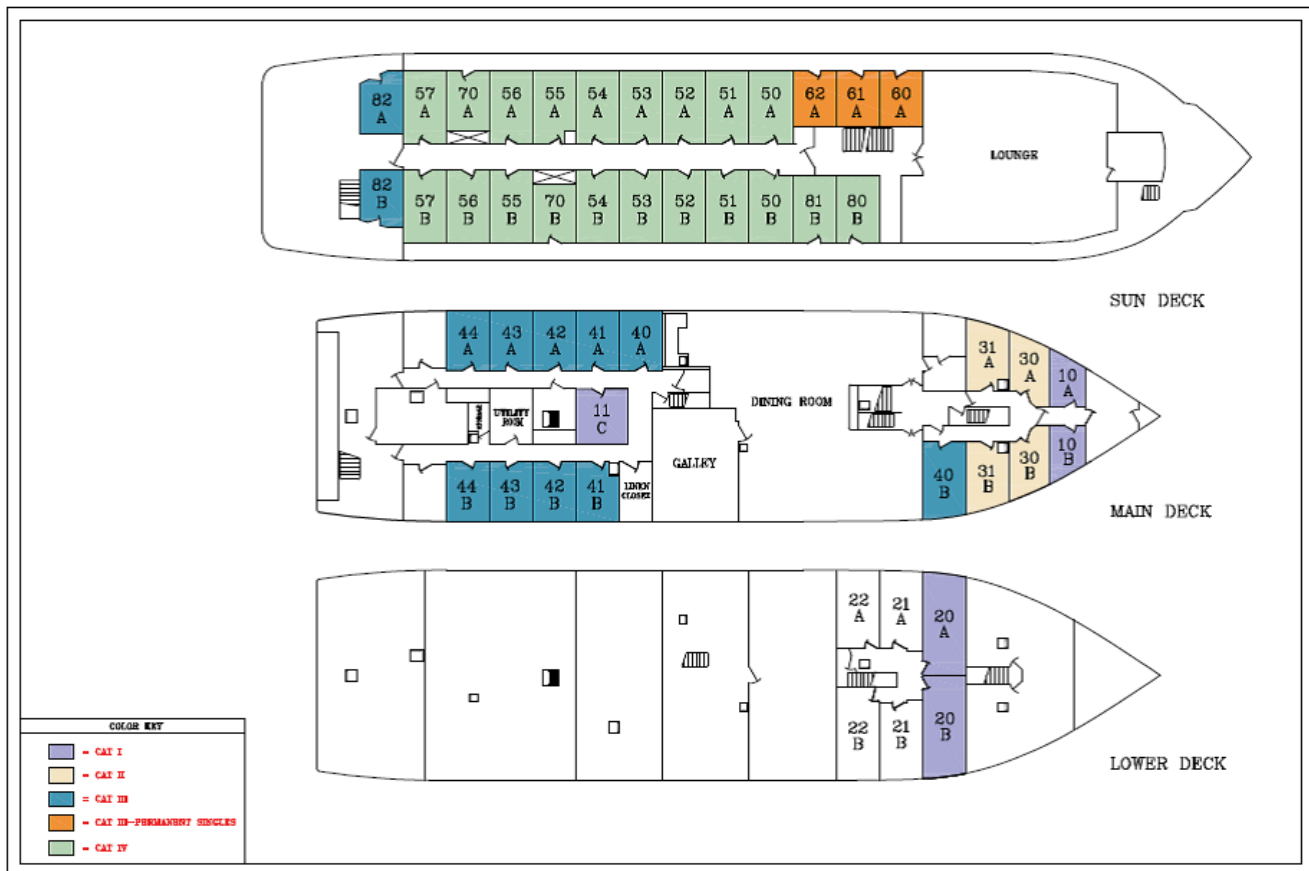 82 A
57 A
70 A
56 A
55 A
54 A
53 A
52 A
51 A
50 A
62 A
61 A
60 A
LOUNGE
82 B
57 B
56 B
55 B
70 B
54 B
53 B
52 B
51 B
50 B
81 B
80 B
SUN DECK
44 A
43 A
42 A
41 A
40 A
31 A
30 A
10 A
UTILITY ROOM
11 C
DINING ROOM
GALLEY
44 B
43 B
42 B
41 B
LINEN CLOSET
40 B
31 B
30 B
10 B
MAIN DECK
22 A
21 A
20 A
22 B
21 B
20 B
LOWER DECK
COLOR KEY
= CAT I
= CAT II
= CAT III
= CAT III-PERMANENT SINGLES
= CAT IV